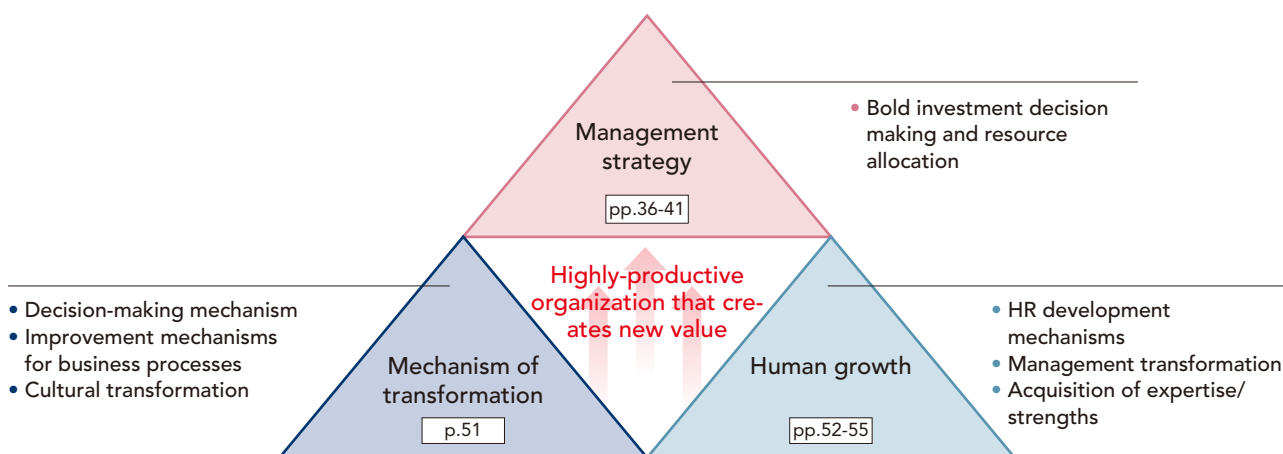 Management
strategy
pp.36-41
• Bold investment decision
making and resource
allocation
Highly-productive
organization that cre-
ates new value
• Decision-making mechanism
• Improvement mechanisms
for business processes
• Cultural transformation
Mechanism of
transformation
p.51
Human growth
pp.52-55
• HR development
mechanisms
• Management transformation
• Acquisition of expertise/
strengths